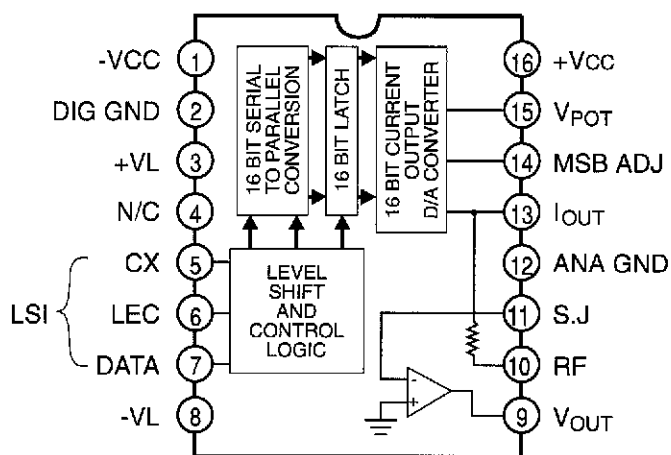 -VCC 1
DIG GND 2
+VL 3
N/C 4
LSI
CX 5
LEC 6
DATA 7
-VL 8
16 BIT SERIAL
TO PARALLEL
CONVERSION
16 BIT LATCH
16 BIT CURRENT
OUTPUT
D/A CONVERTER
LEVEL
SHIFT
AND
CONTROL
LOGIC
-
+
16 +VCC
15 VPOT
14 MSB ADJ
13 IOUT
12 ANA GND
11 S.J
10 RF
9 VOUT